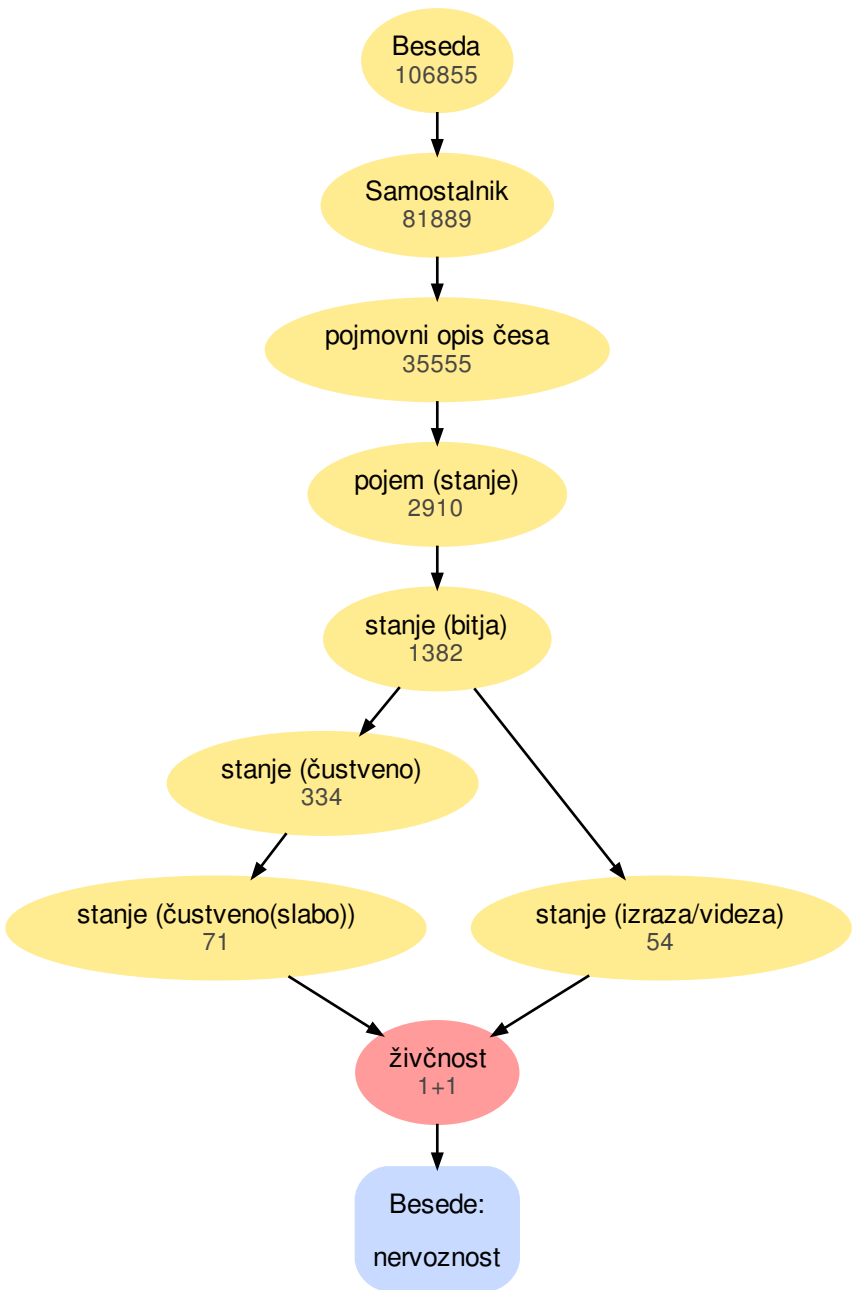 Beseda
106855
Samostalnik
81889
pojmovni opis česa
35555
pojem (stanje)
2910
stanje (bitja)
1382
stanje (čustveno)
334
stanje (čustveno(slabo))
71
stanje (izraza/videza)
54
živčnost
1+1
Besede:
nervoznost